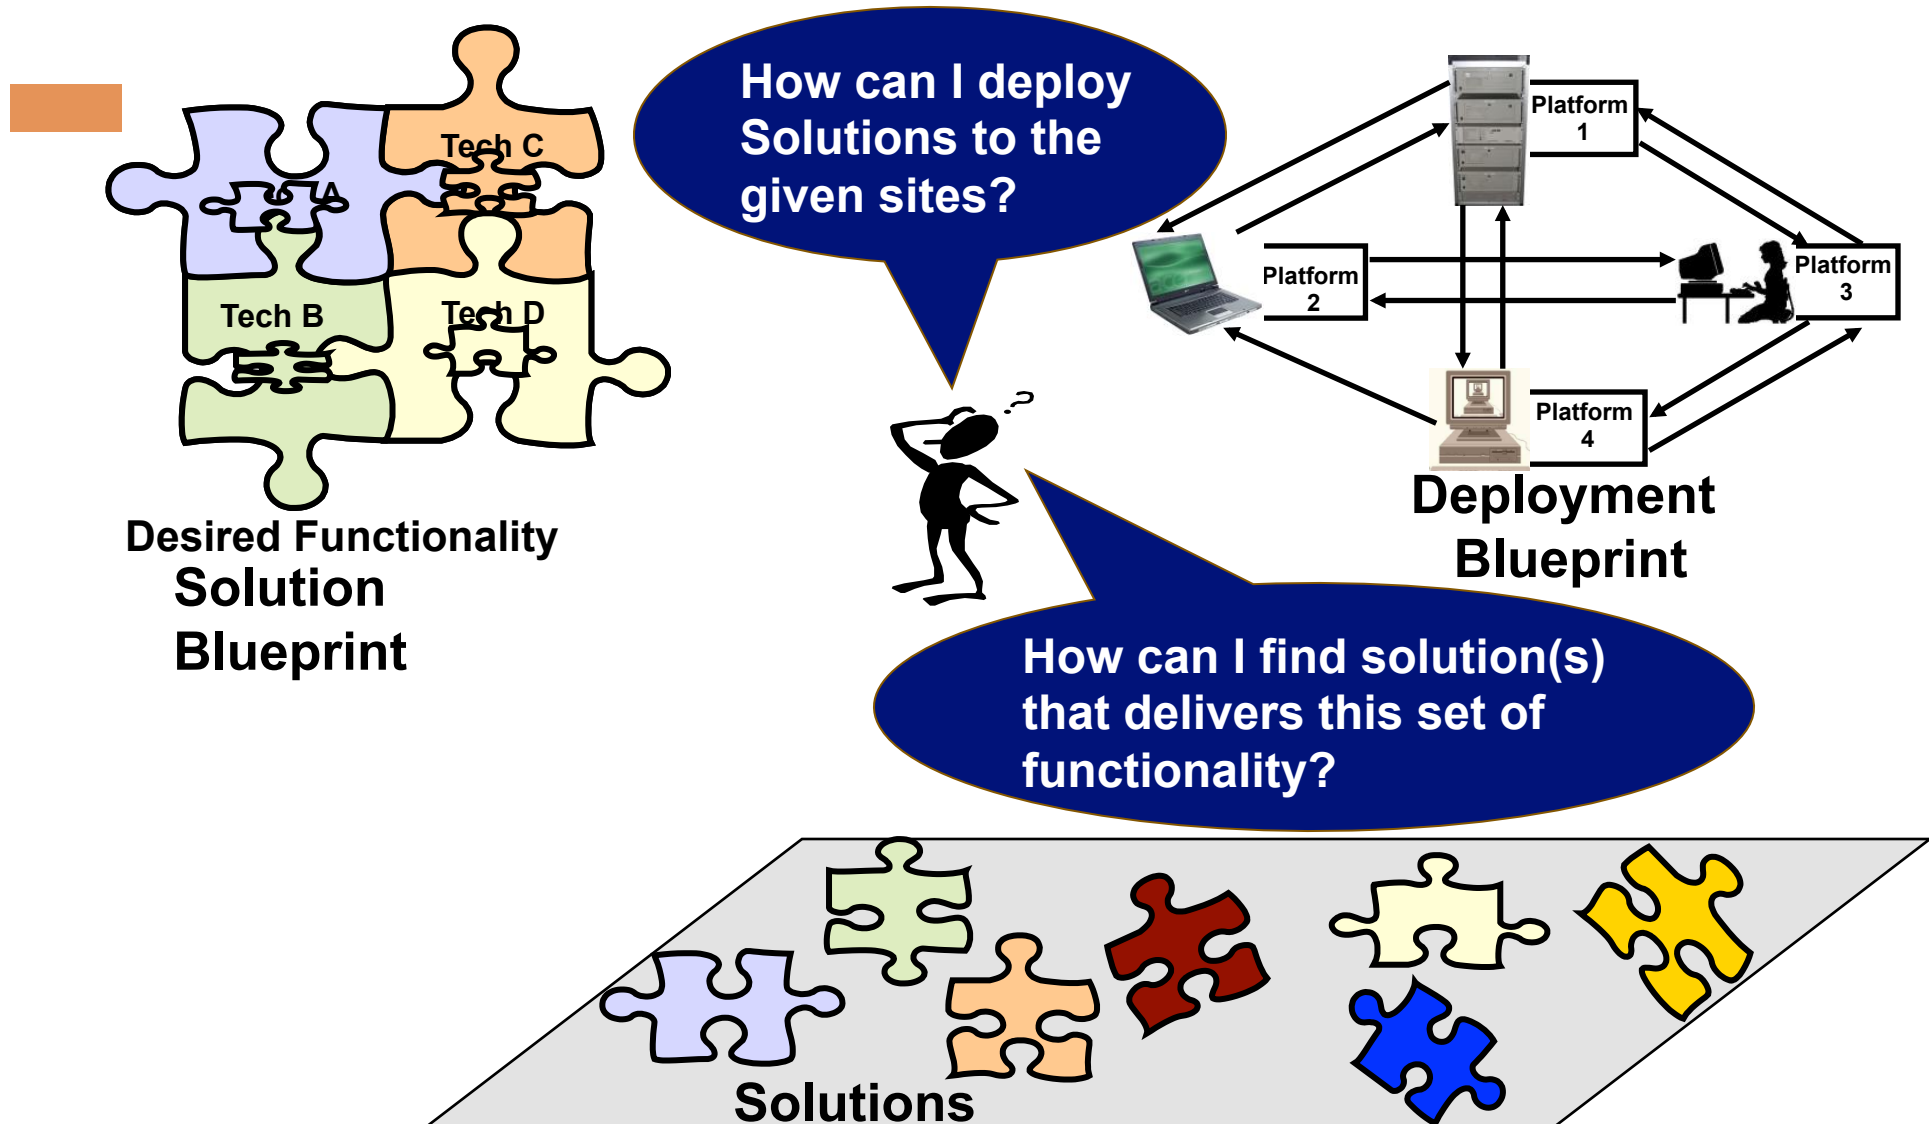 Tech C
A
Tech B
Tech D
Desired Functionality
Solution
Blueprint
How can I deploy
Solutions to the
given sites?
Platform
1
Platform
2
Platform
3
Platform
4
Deployment
Blueprint
?
How can I find solution(s)
that delivers this set of
functionality?
Solutions